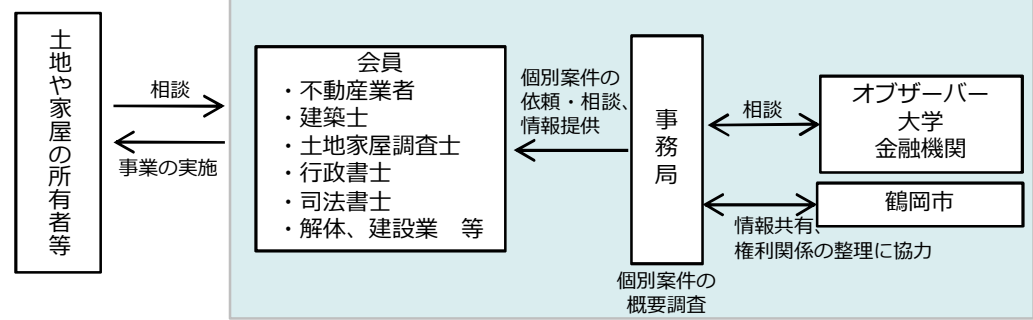 土地や家屋の所有者等
相談
事業の実施
会員
・不動産業者
・建築士
・土地家屋調査士
・行政書士
・司法書士
・解体、建設業　等
個別案件の
依頼・相談、
情報提供
事務局
個別案件の
概要調査
相談
オブザーバー
大学
金融機関
鶴岡市
情報共有、
権利関係の整理に協力